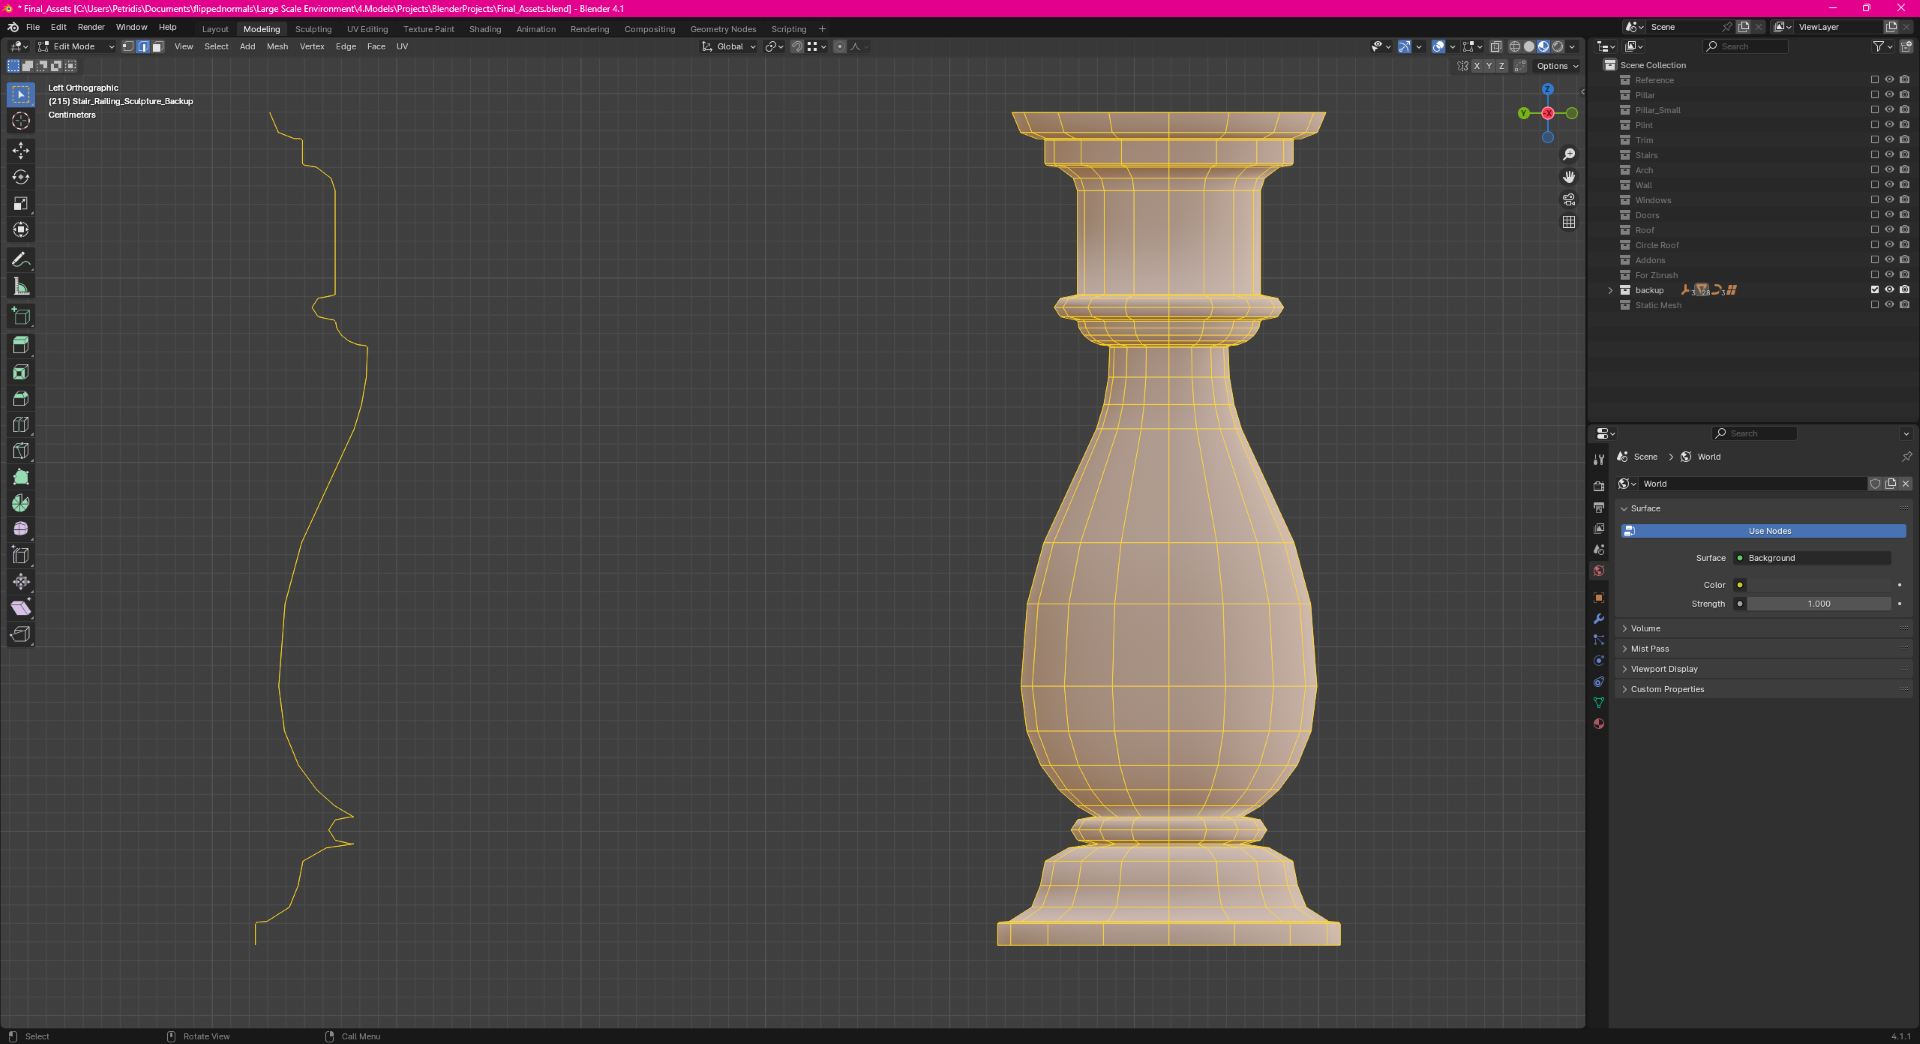 * Final_Assets [C:\Users\Petridis\Documents\flippednormals\Large Scale Environment\4.Models\Projects\BlenderProjects\Final_Assets.blend] - Blender 4.1
File Edit Render Window Help Layout Modeling Sculpting UV Editing Texture Paint Shading Animation Rendering Compositing Geometry Nodes Scripting + Scene ViewLayer
Edit Mode View Select Add Mesh Vertex Edge Face UV Global Search
X Y Z Options
Left Orthographic
(215) Stair_Railing_Sculpture_Backup
Centimeters
Z
Y
X
Scene Collection
Reference
Pillar
Pillar_Small
Plint
Trim
Stairs
Arch
Wall
Windows
Doors
Roof
Circle Roof
Addons
For Zbrush
backup
Static Mesh
Search
Scene > World
World
Surface
Use Nodes
Surface Background
Color
Strength 1.000
Volume
Mist Pass
Viewport Display
Custom Properties
Select Rotate View Call Menu 4.1.1